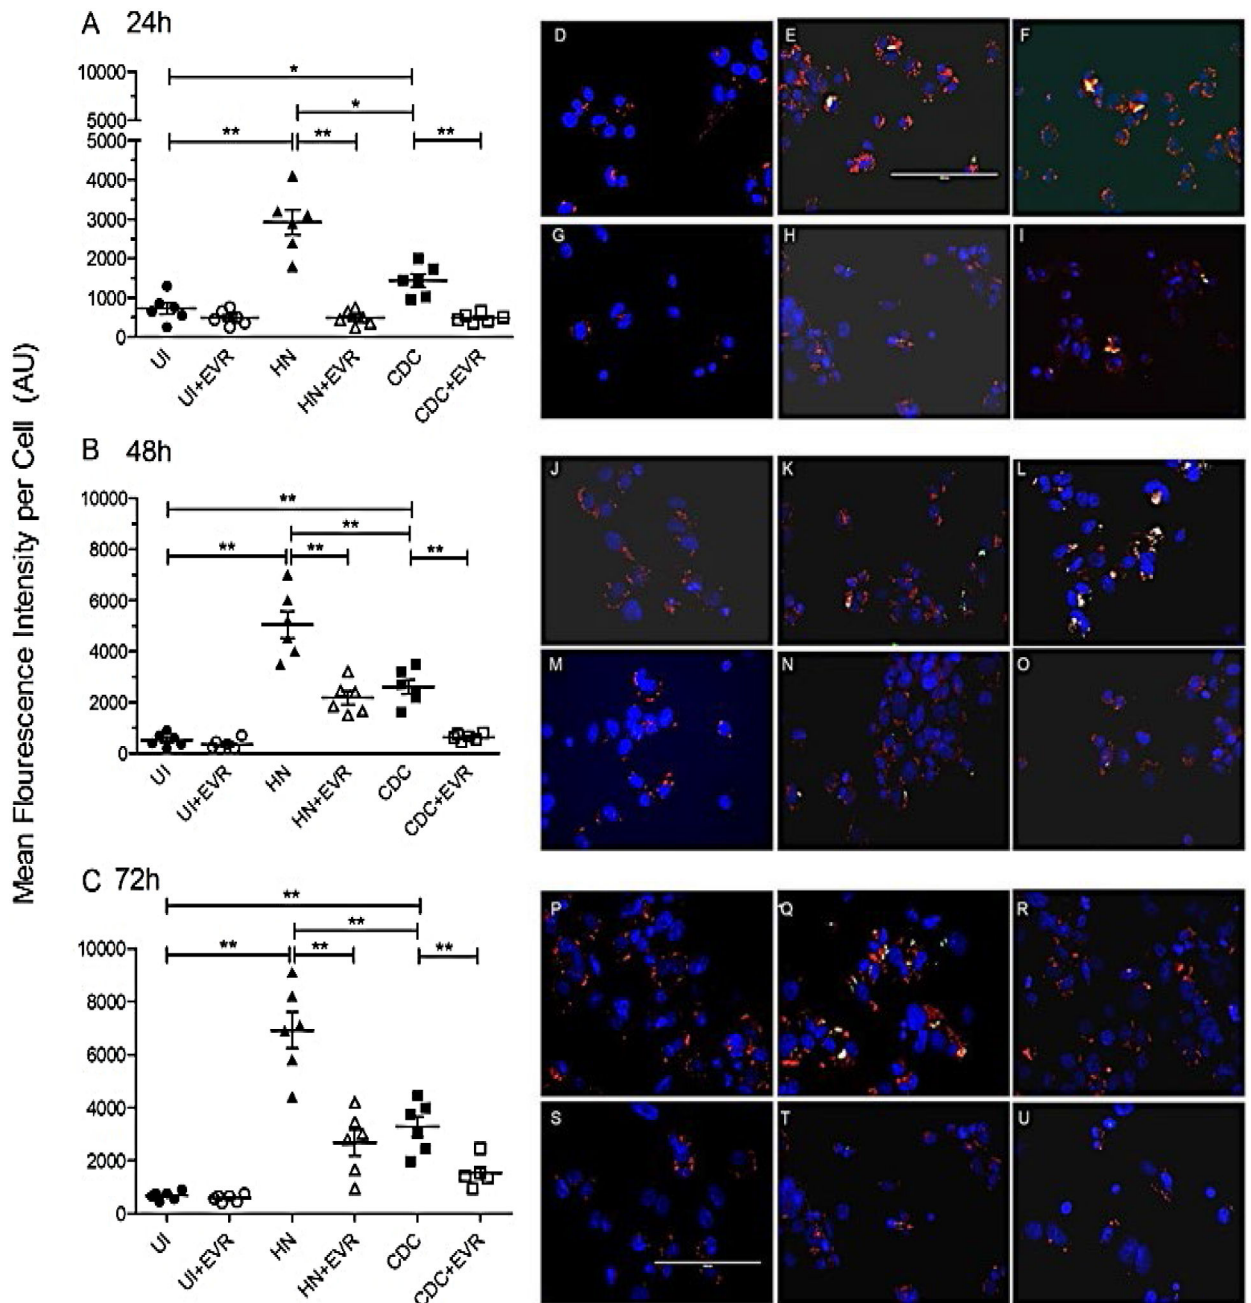 Mean Flourescence Intensity per Cell (AU)
A 24h
10000
5000
5000
4000
3000
2000
1000
0
* * ** ** **
UI UI+EVR HN HN+EVR CDC CDC+EVR
D E F
G H I
B 48h
10000
8000
6000
4000
2000
0
** ** ** ** **
UI UI+EVR HN HN+EVR CDC CDC+EVR
J K L
M N O
C 72h
10000
8000
6000
4000
2000
0
** ** ** ** **
UI UI+EVR HN HN+EVR CDC CDC+EVR
P Q R
S T U